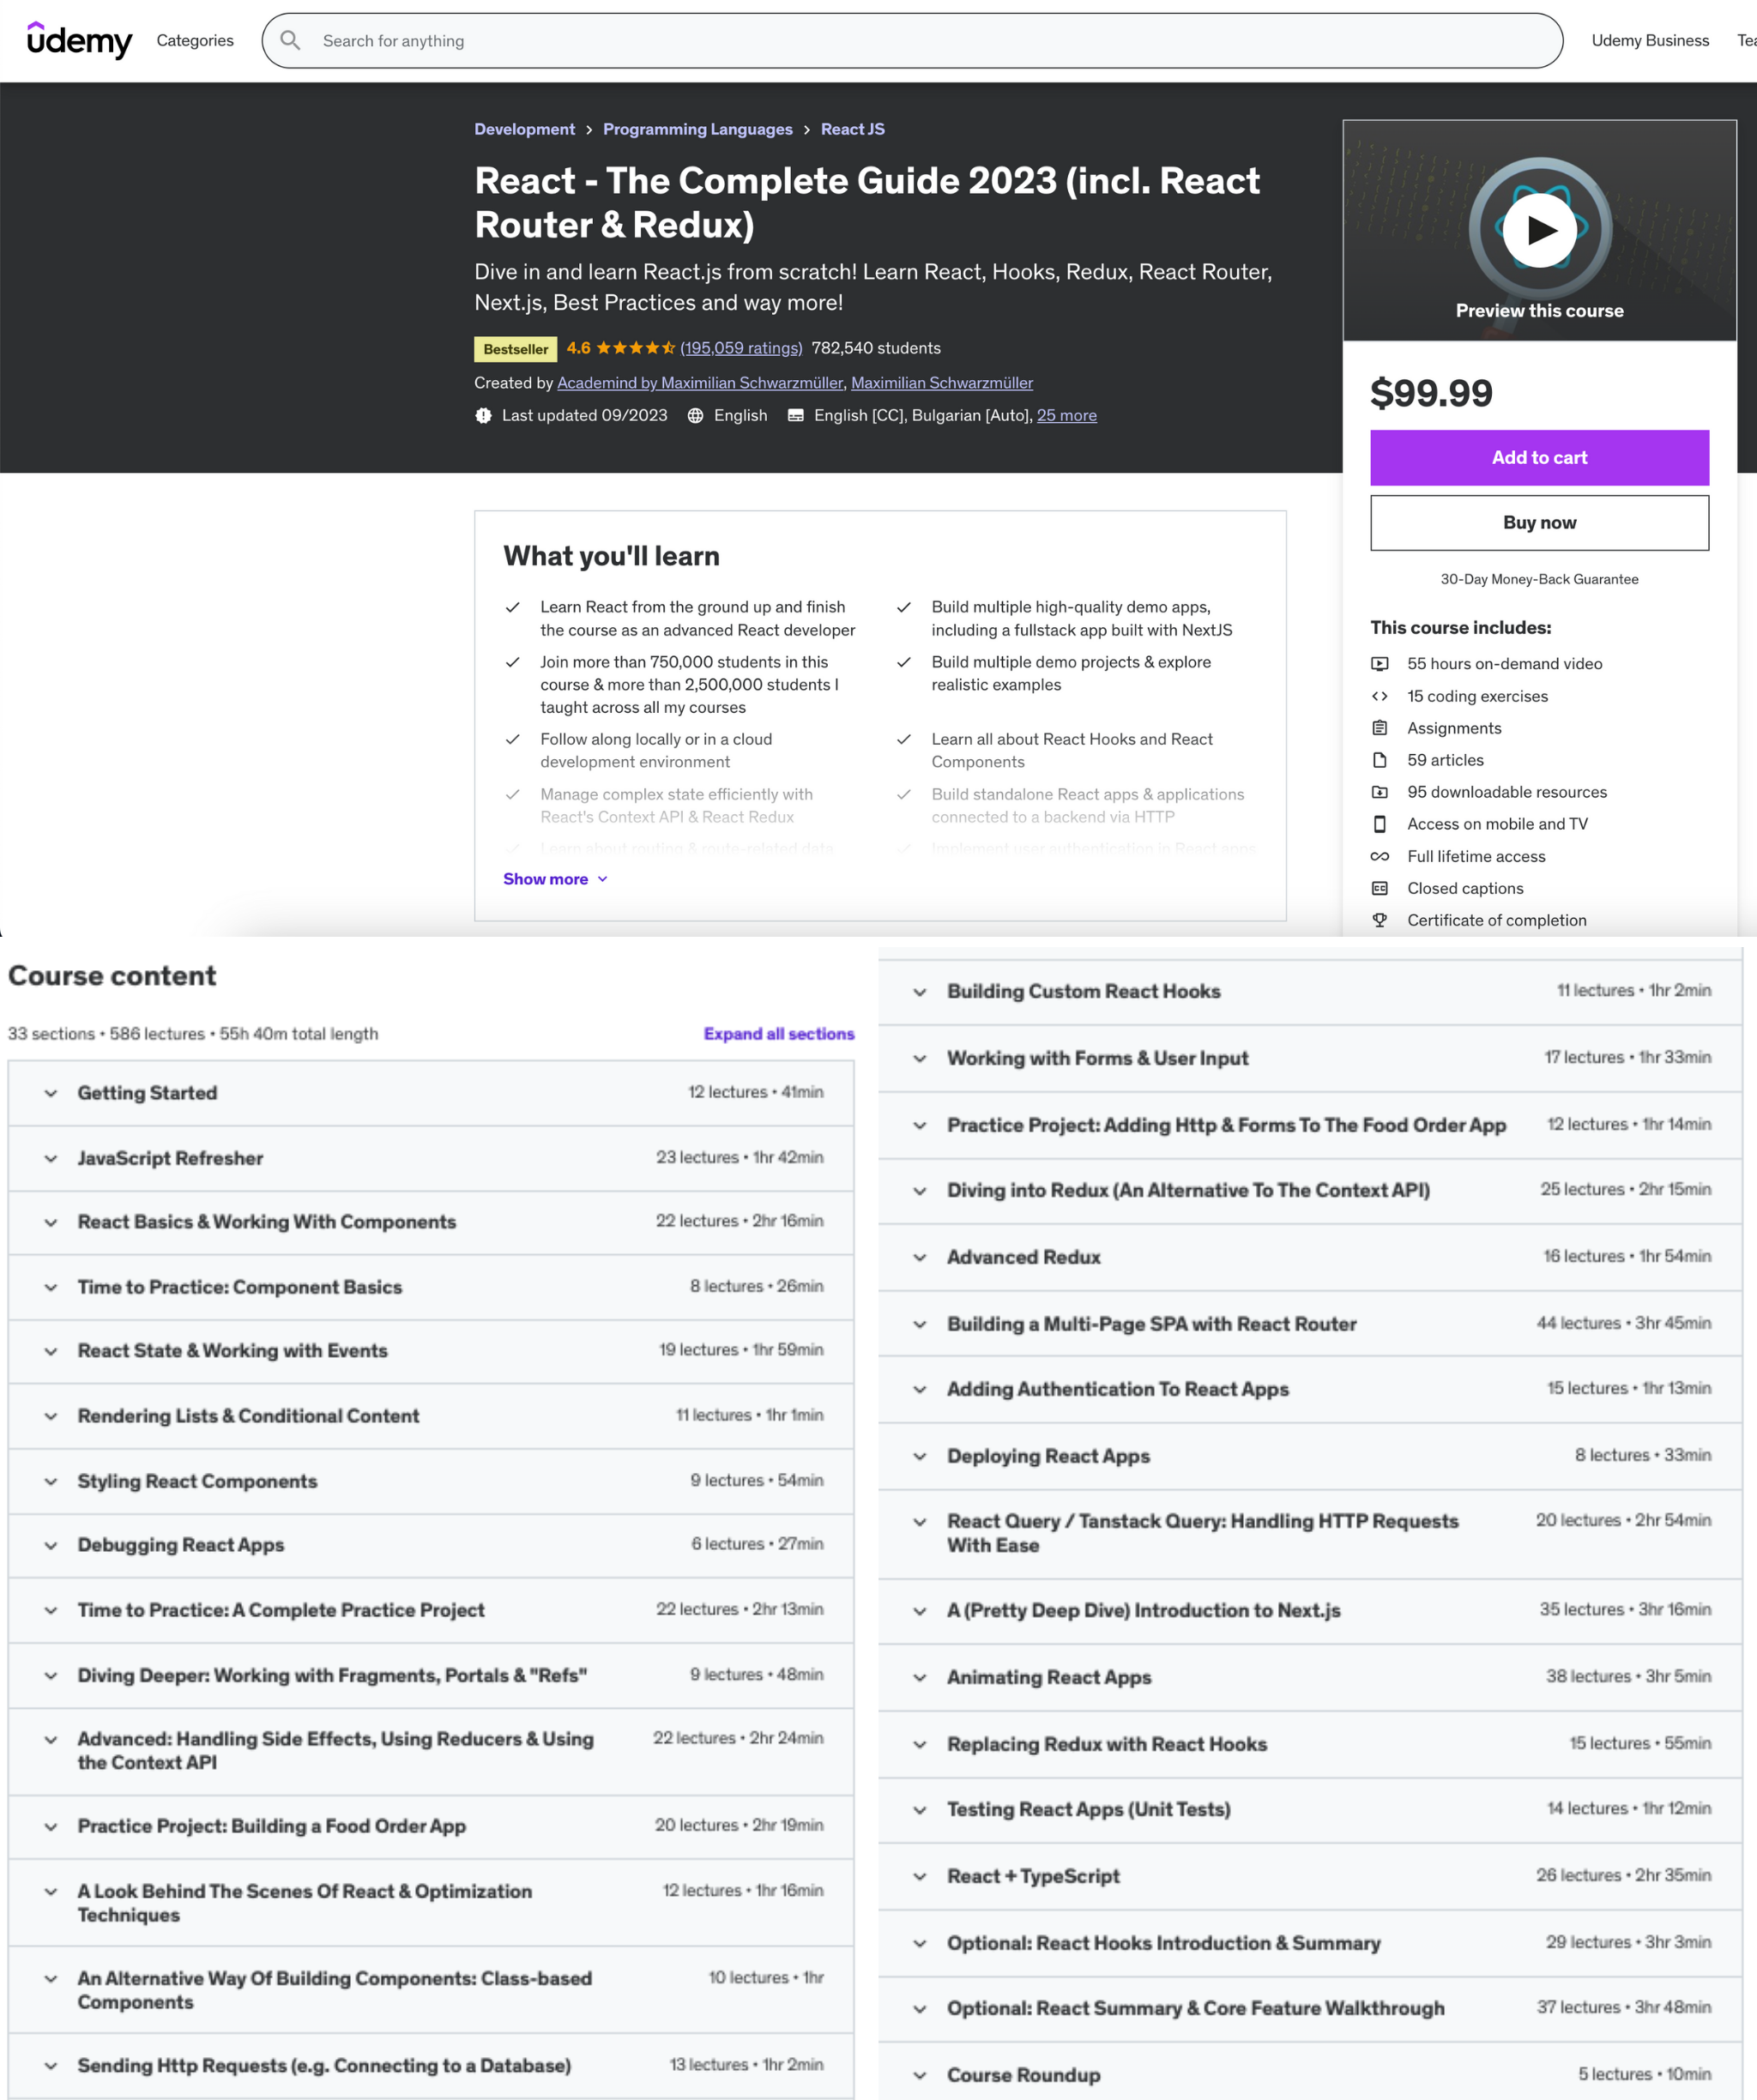 ûdemy
Categories
Search for anything
Udemy Business
Development > Programming Languages > React JS
React - The Complete Guide 2023 (incl. React
Router & Redux)
Dive in and learn React.js from scratch! Learn React, Hooks, Redux, React Router,
Next.js, Best Practices and way more!
Bestseller 4.6 (195,059 ratings) 782,540 students
Created by Academind by Maximilian Schwarzmüller, Maximilian Schwarzmüller
Last updated 09/2023 English English [CC], Bulgarian [Auto], 25 more
Preview this course
$99.99
Add to cart
Buy now
30-Day Money-Back Guarantee
This course includes:
55 hours on-demand video
15 coding exercises
Assignments
59 articles
95 downloadable resources
Access on mobile and TV
Full lifetime access
Closed captions
Certificate of completion
What you'll learn
Learn React from the ground up and finish
the course as an advanced React developer
Join more than 750,000 students in this
course & more than 2,500,000 students I
taught across all my courses
Follow along locally or in a cloud
development environment
Manage complex state efficiently with
React's Context API & React Redux
Learn about routing & route-related data
Build multiple high-quality demo apps,
including a fullstack app built with NextJS
Build multiple demo projects & explore
realistic examples
Learn all about React Hooks and React
Components
Build standalone React apps & applications
connected to a backend via HTTP
Implement user authentication in React apps
Show more
Course content
33 sections • 586 lectures • 55h 40m total length
Expand all sections
Getting Started 12 lectures • 41min
JavaScript Refresher 23 lectures • 1hr 42min
React Basics & Working With Components 22 lectures • 2hr 16min
Time to Practice: Component Basics 8 lectures • 26min
React State & Working with Events 19 lectures • 1hr 59min
Rendering Lists & Conditional Content 11 lectures • 1hr 1min
Styling React Components 9 lectures • 54min
Debugging React Apps 6 lectures • 27min
Time to Practice: A Complete Practice Project 22 lectures • 2hr 13min
Diving Deeper: Working with Fragments, Portals & "Refs" 9 lectures • 48min
Advanced: Handling Side Effects, Using Reducers & Using 22 lectures • 2hr 24min
the Context API
Practice Project: Building a Food Order App 20 lectures • 2hr 19min
A Look Behind The Scenes Of React & Optimization 12 lectures • 1hr 16min
Techniques
An Alternative Way Of Building Components: Class-based 10 lectures • 1hr
Components
Sending Http Requests (e.g. Connecting to a Database) 13 lectures • 1hr 2min
Building Custom React Hooks 11 lectures • 1hr 2min
Working with Forms & User Input 17 lectures • 1hr 33min
Practice Project: Adding Http & Forms To The Food Order App 12 lectures • 1hr 14min
Diving into Redux (An Alternative To The Context API) 25 lectures • 2hr 15min
Advanced Redux 16 lectures • 1hr 54min
Building a Multi-Page SPA with React Router 44 lectures • 3hr 45min
Adding Authentication To React Apps 15 lectures • 1hr 13min
Deploying React Apps 8 lectures • 33min
React Query / Tanstack Query: Handling HTTP Requests 20 lectures • 2hr 54min
With Ease
A (Pretty Deep Dive) Introduction to Next.js 35 lectures • 3hr 16min
Animating React Apps 38 lectures • 3hr 5min
Replacing Redux with React Hooks 15 lectures • 55min
Testing React Apps (Unit Tests) 14 lectures • 1hr 12min
React + TypeScript 26 lectures • 2hr 35min
Optional: React Hooks Introduction & Summary 29 lectures • 3hr 3min
Optional: React Summary & Core Feature Walkthrough 37 lectures • 3hr 48min
Course Roundup 5 lectures • 10min